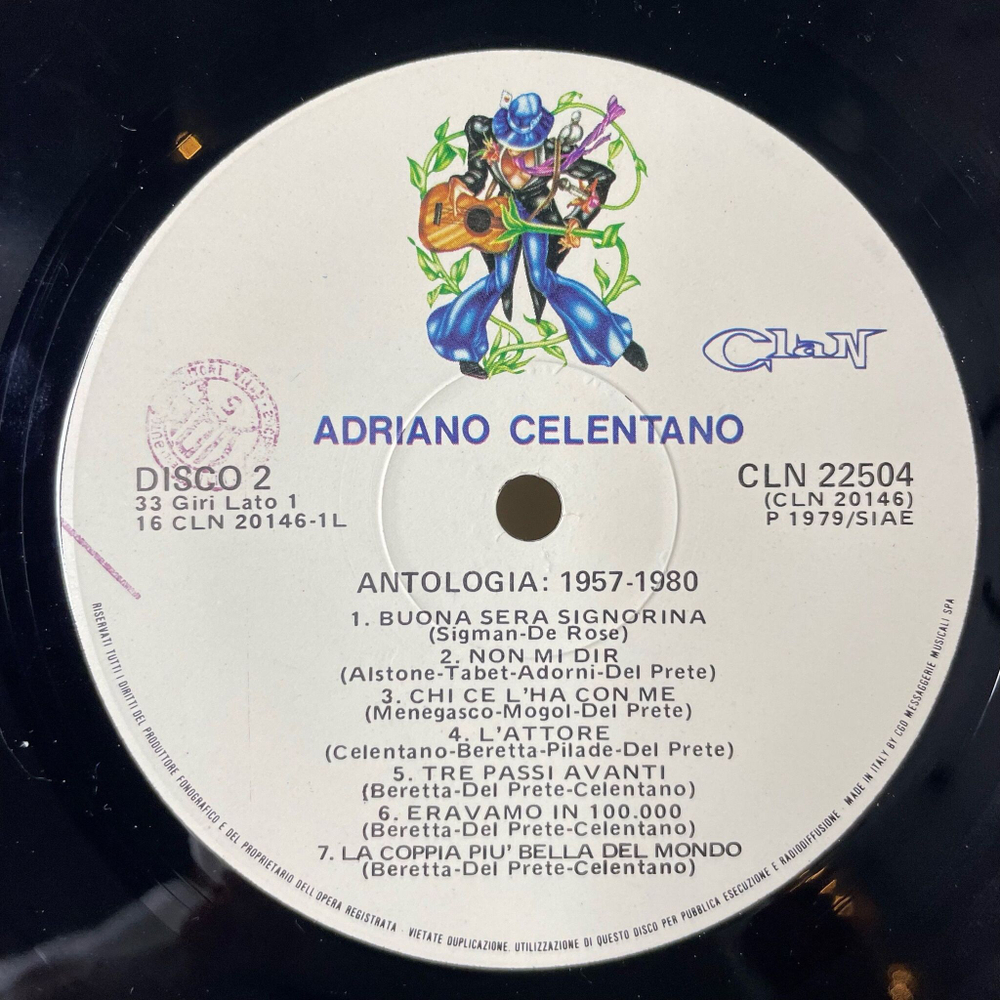 Clan
ADRIANO CELENTANO
DISCO 2
33 Giri Lato 1
16 CLN 20146-1L
CLN 22504
(CLN 20146)
P 1979/SIAE
ANTOLOGIA: 1957-1980
1. BUONA SERA SIGNORINA
(Sigman-De Rose)
2. NON MI DIR
(Alstone-Tabet-Adorni-Del Prete)
3. CHI CE L'HA CON ME
(Menegasco-Mogol-Del Prete)
4. L'ATTORE
(Celentano-Beretta-Pilade-Del Prete)
5. TRE PASSI AVANTI
(Beretta-Del Prete-Celentano)
6. ERAVAMO IN 100.000
(Beretta-Del Prete-Celentano)
7. LA COPPIA PIU' BELLA DEL MONDO
(Beretta-Del Prete-Celentano)
RISERVATI TUTTI I DIRITTI DEL PRODUTTORE FONOGRAFICO E DEL PROPRIETARIO DELL'OPERA REGISTRATA - VIETATE DUPLICAZIONE. UTILIZZAZIONE DI QUESTO DISCO PER PUBBLICA ESECUZIONE E RADIODIFFUSIONE - MADE IN ITALY BY CGD MESSAGGERIE MUSICALI SPA